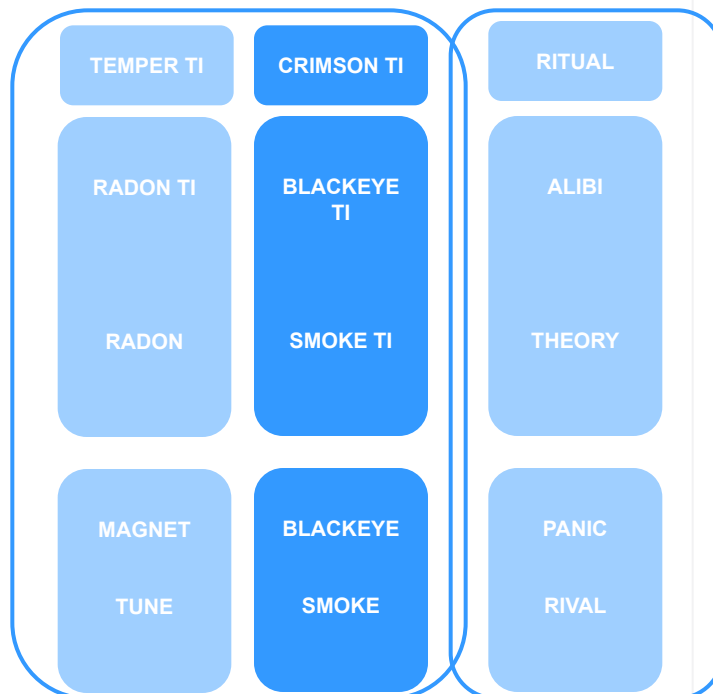 TEMPER TI
CRIMSON TI
RITUAL
RADON TI
BLACKEYE
TI
ALIBI
RADON
SMOKE TI
THEORY
MAGNET
BLACKEYE
PANIC
TUNE
SMOKE
RIVAL